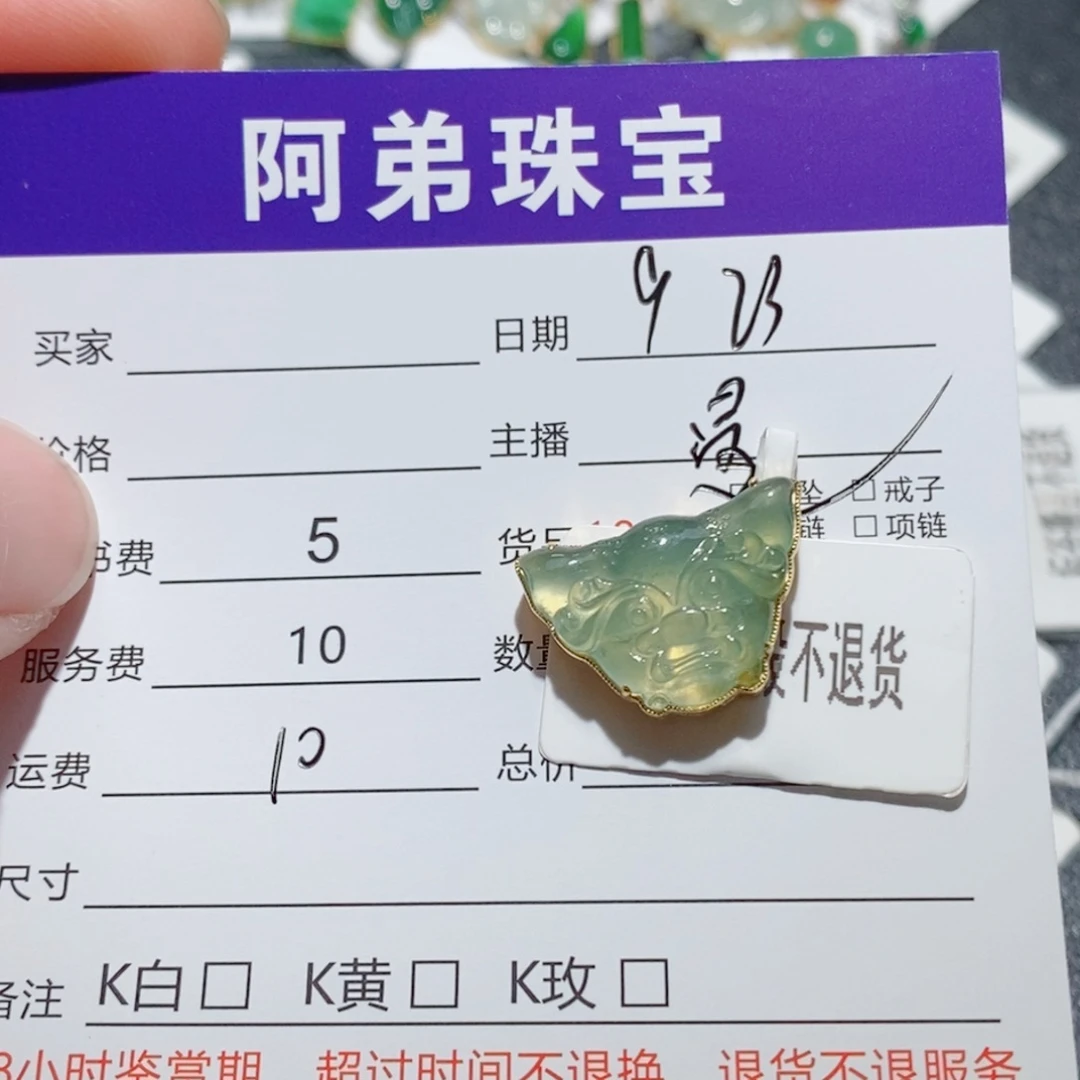 阿弟珠宝
买家 日期 9 23
价格 主播
书费 5 货号
坠 □戒子
链 □项链
服务费 10 数量
不退货
运费 10 总价
尺寸
备注 K白□ K黄□ K玫□
8小时鉴赏期 超过时间不退换 退货不退服务